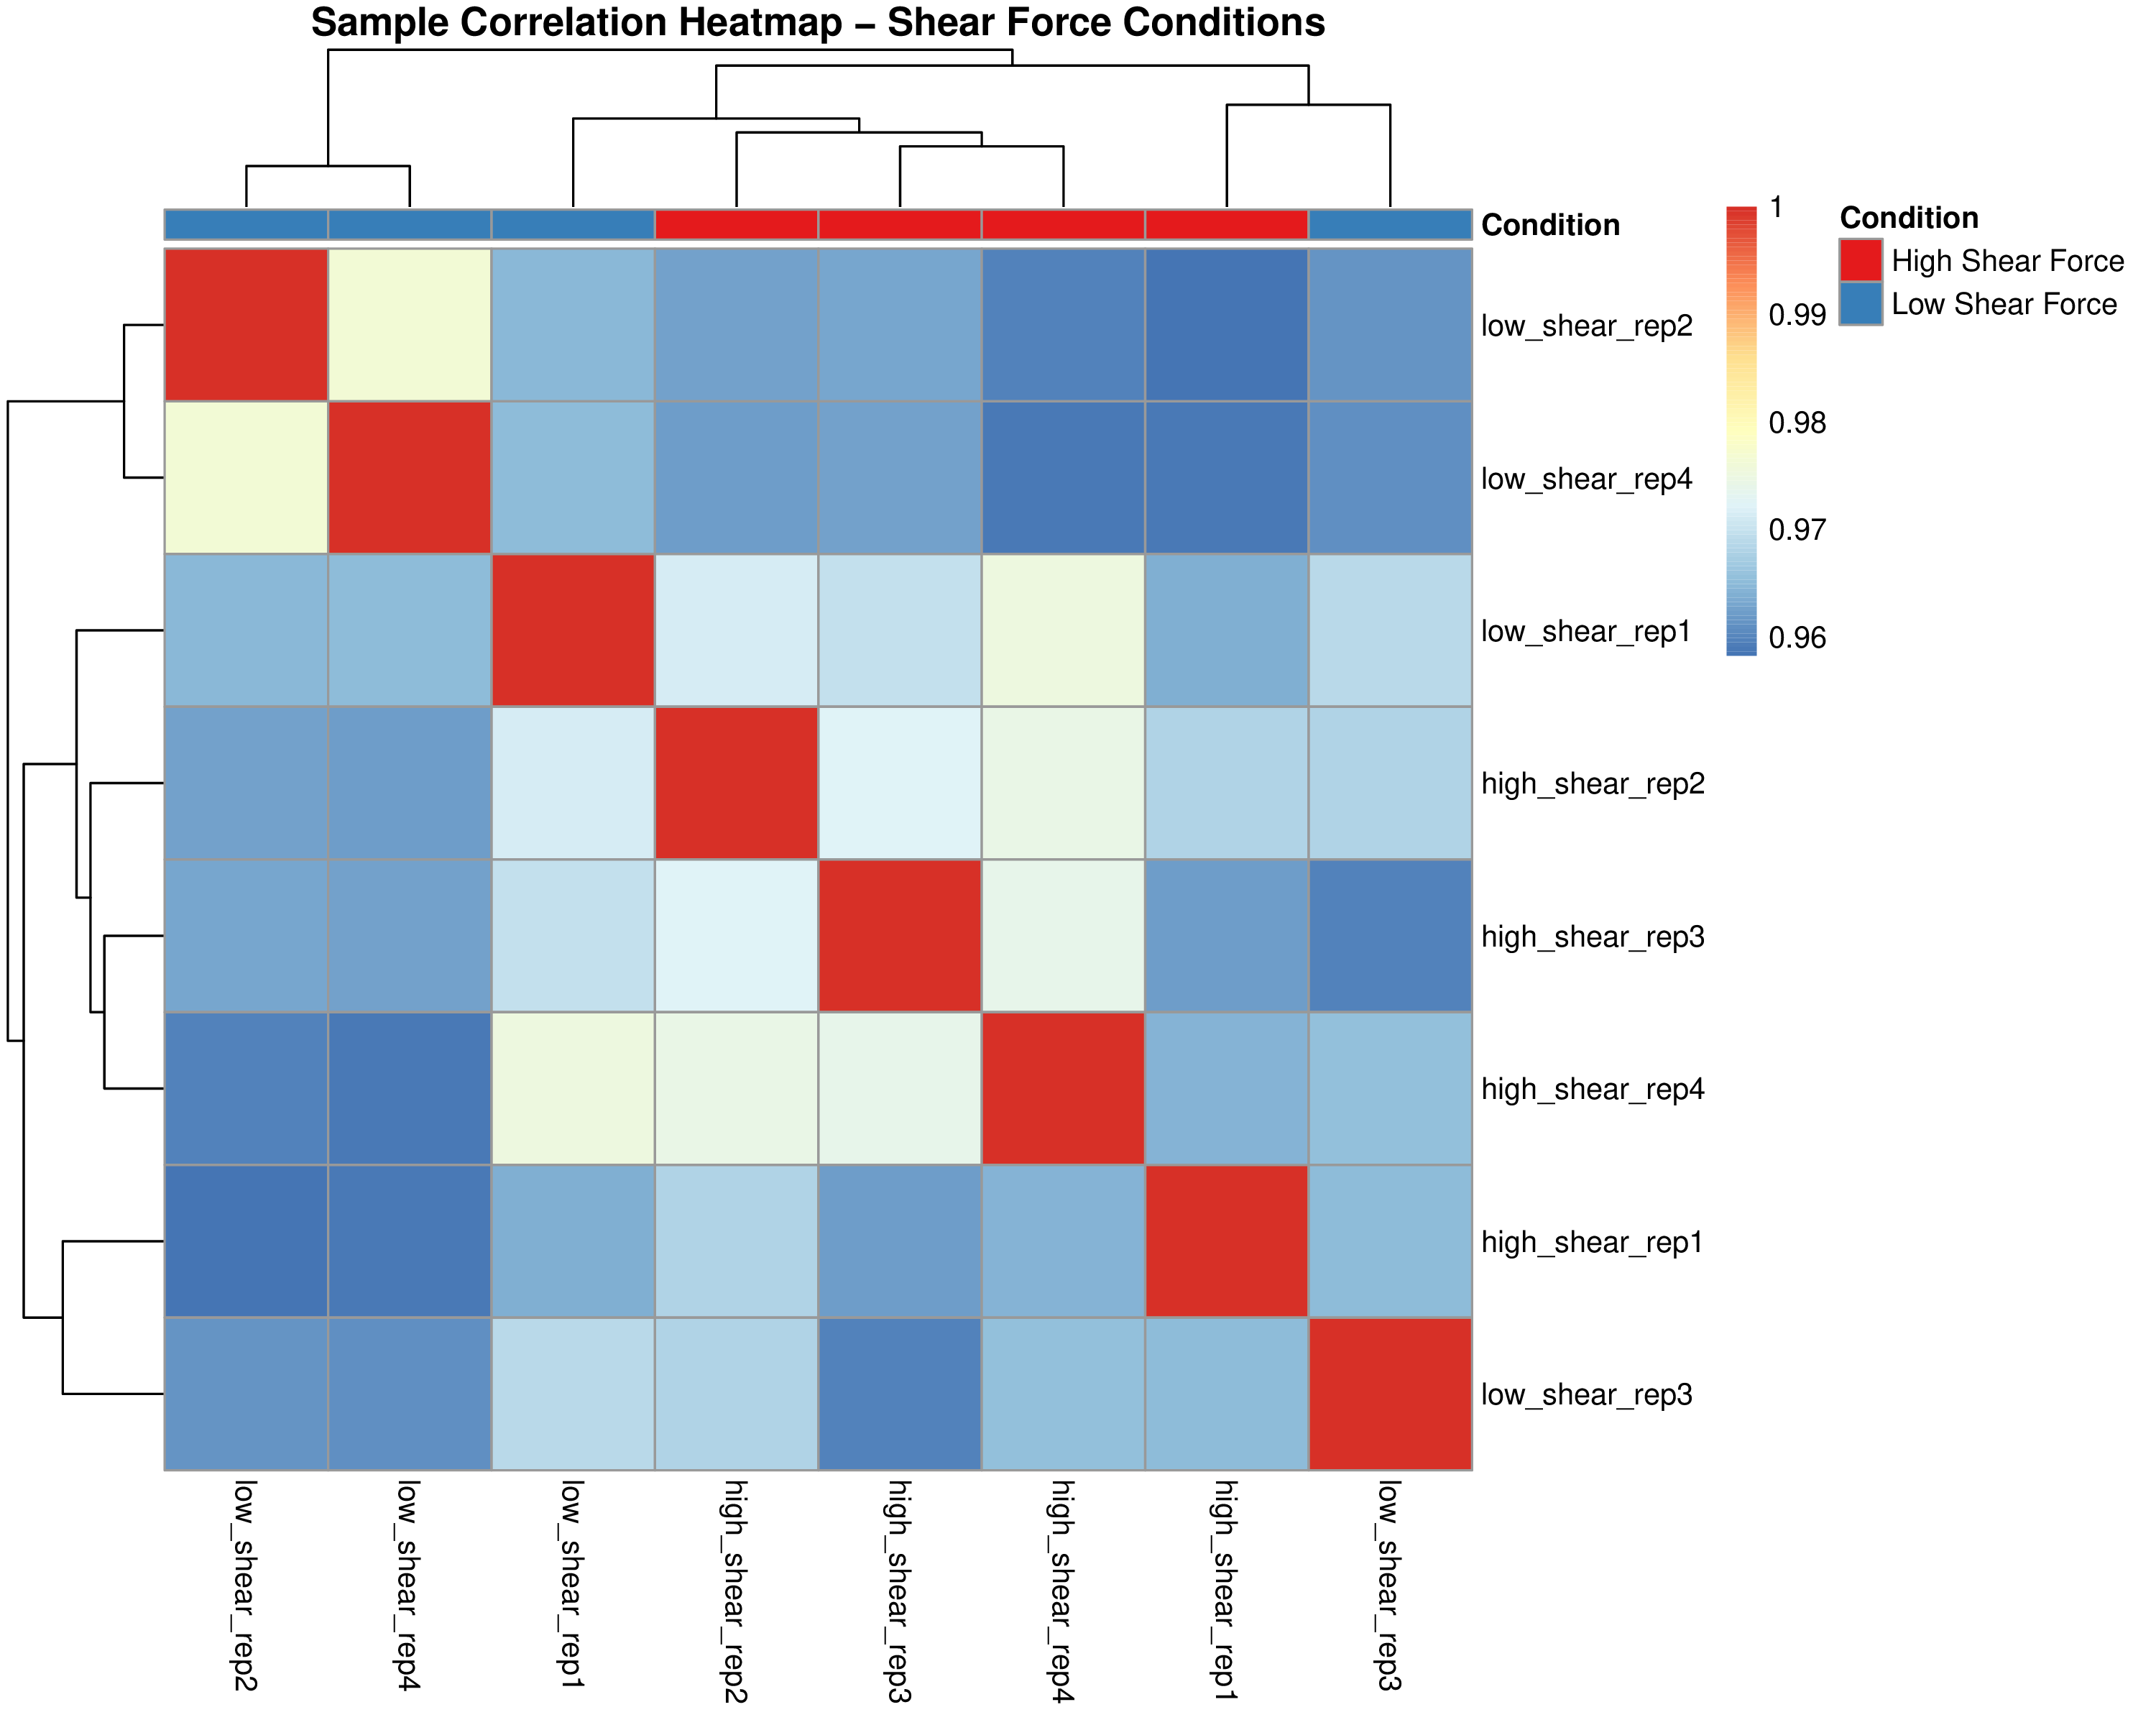 Sample Correlation Heatmap – Shear Force Conditions
Condition
1
0.99
0.98
0.97
0.96
Condition
High Shear Force
Low Shear Force
low_shear_rep2
low_shear_rep4
low_shear_rep1
high_shear_rep2
high_shear_rep3
high_shear_rep4
high_shear_rep1
low_shear_rep3
low_shear_rep2
low_shear_rep4
low_shear_rep1
high_shear_rep2
high_shear_rep3
high_shear_rep4
high_shear_rep1
low_shear_rep3